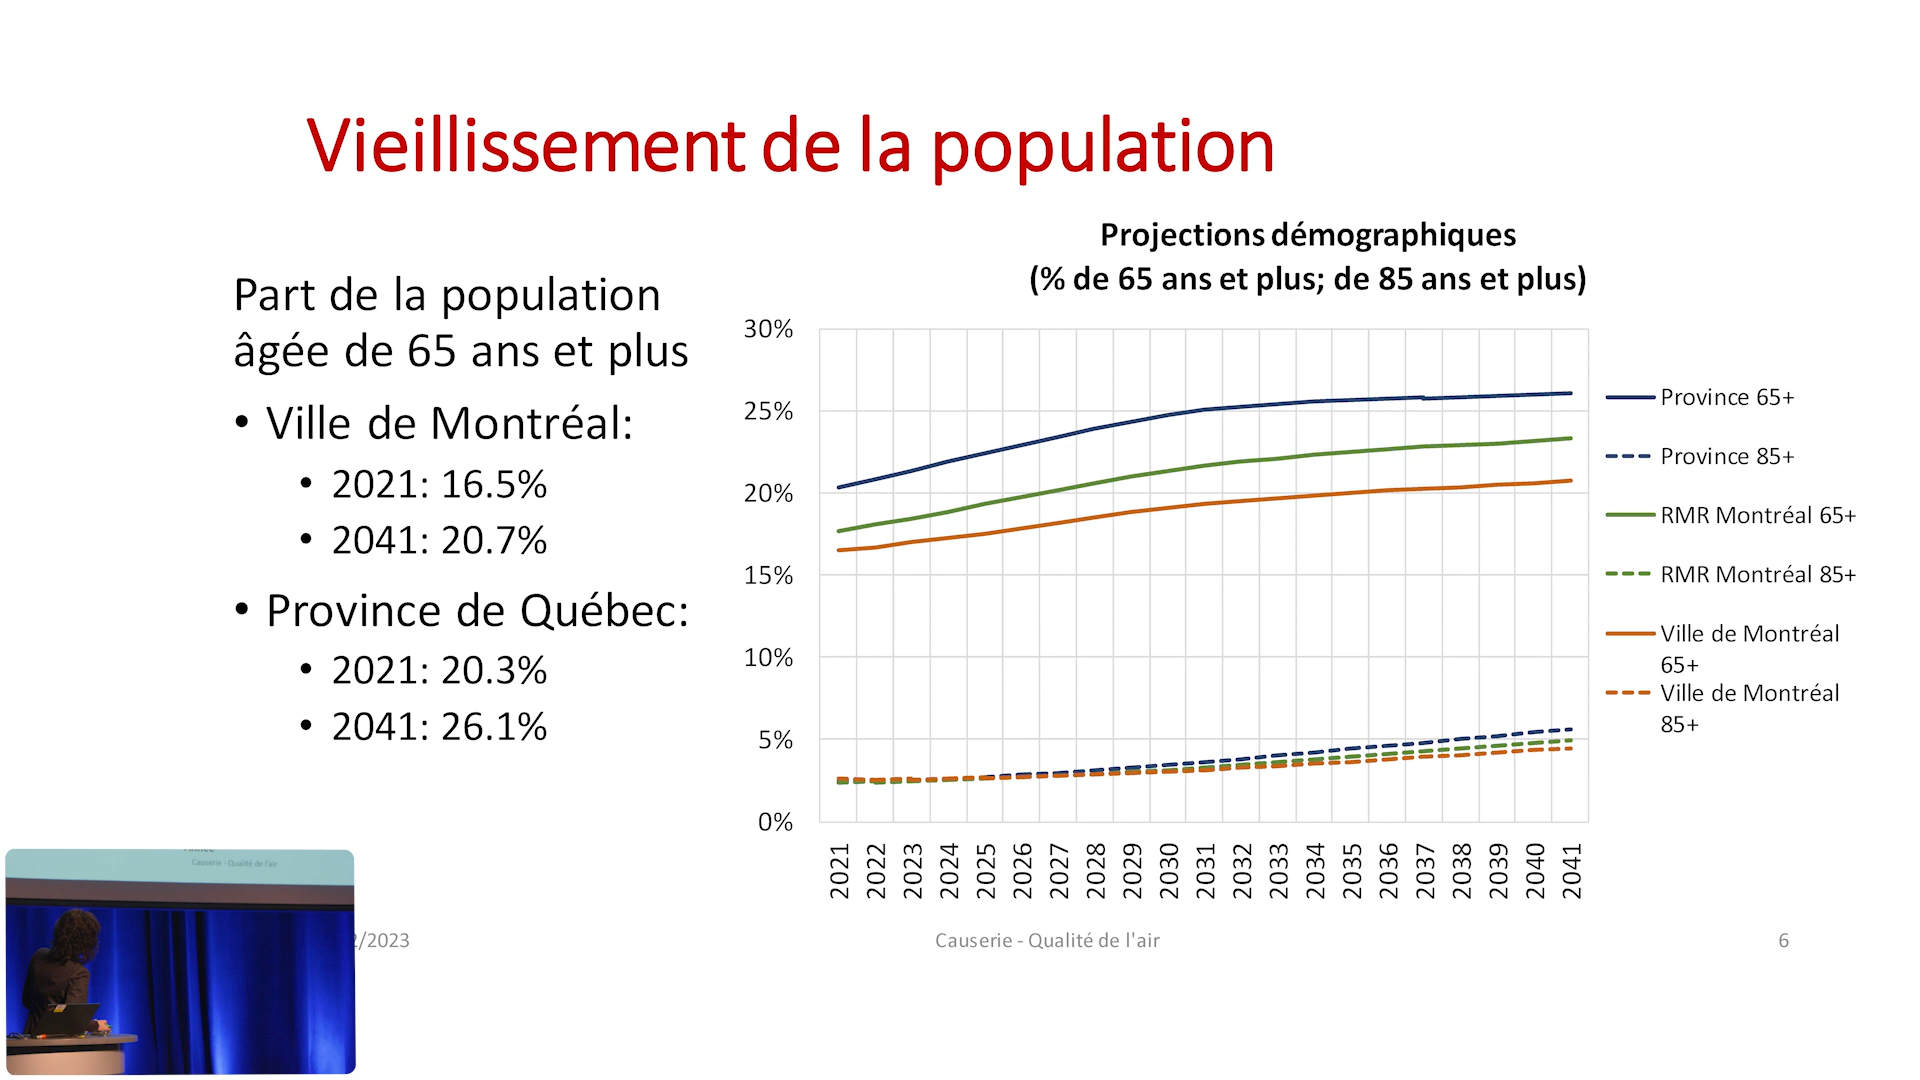 Vieillissement de la population
Part de la population
âgée de 65 ans et plus
• Ville de Montréal:
• 2021: 16.5%
• 2041: 20.7%
• Province de Québec:
• 2021: 20.3%
• 2041: 26.1%
Projections démographiques
(% de 65 ans et plus; de 85 ans et plus)
30%
25%
20%
15%
10%
5%
0%
2021
2022
2023
2024
2025
2026
2027
2028
2029
2030
2031
2032
2033
2034
2035
2036
2037
2038
2039
2040
2041
Province 65+
Province 85+
RMR Montréal 65+
RMR Montréal 85+
Ville de Montréal
65+
Ville de Montréal
85+
Causerie - Qualité de l'air
2/2023
Causerie - Qualité de l'air
6